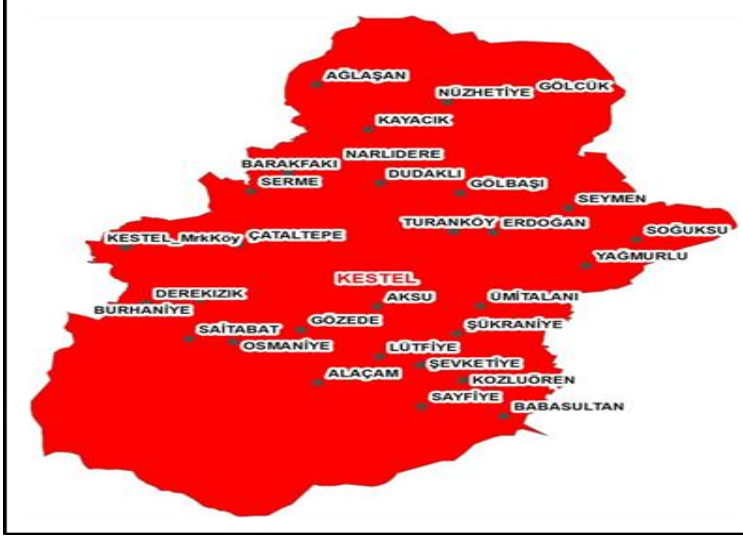 AĞLAŞAN
GÖLCÜK
NÜZHETİYE
KAYACIK
NARLIDERE
BARAKFAKI
DUDAKLI
SERME
GÖLBAŞI
SEYMEN
TURANKÖY
ERDOĞAN
SOĞUKSU
KESTEL_MrkKöy
ÇATALTEPE
YAĞMURLU
KESTEL
DEREKIZIK
AKSU
ÜMİTALANI
BURHANİYE
GÖZEDE
SAİTABAT
ŞÜKRANİYE
OSMANİYE
LÜTFİYE
ŞEVKETİYE
ALAÇAM
KOZLUÖREN
SAYFİYE
BABASULTAN